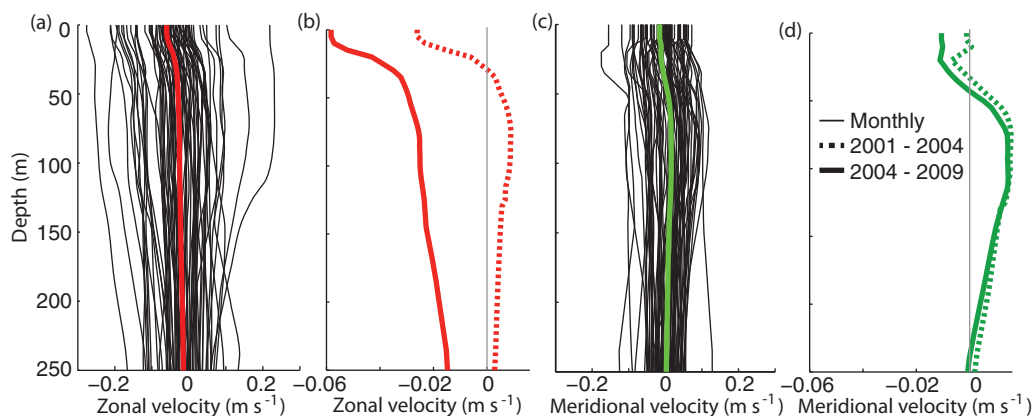 (a) (b) (c) (d)
0
50
100
150
200
250
Depth (m)
Monthly
2001 - 2004
2004 - 2009
−0.2 0 0.2 −0.06 −0.02 0 −0.2 0 0.2 −0.06 −0.02 0
Zonal velocity (m s⁻¹) Zonal velocity (m s⁻¹) Meridional velocity (m s⁻¹) Meridional velocity (m s⁻¹)